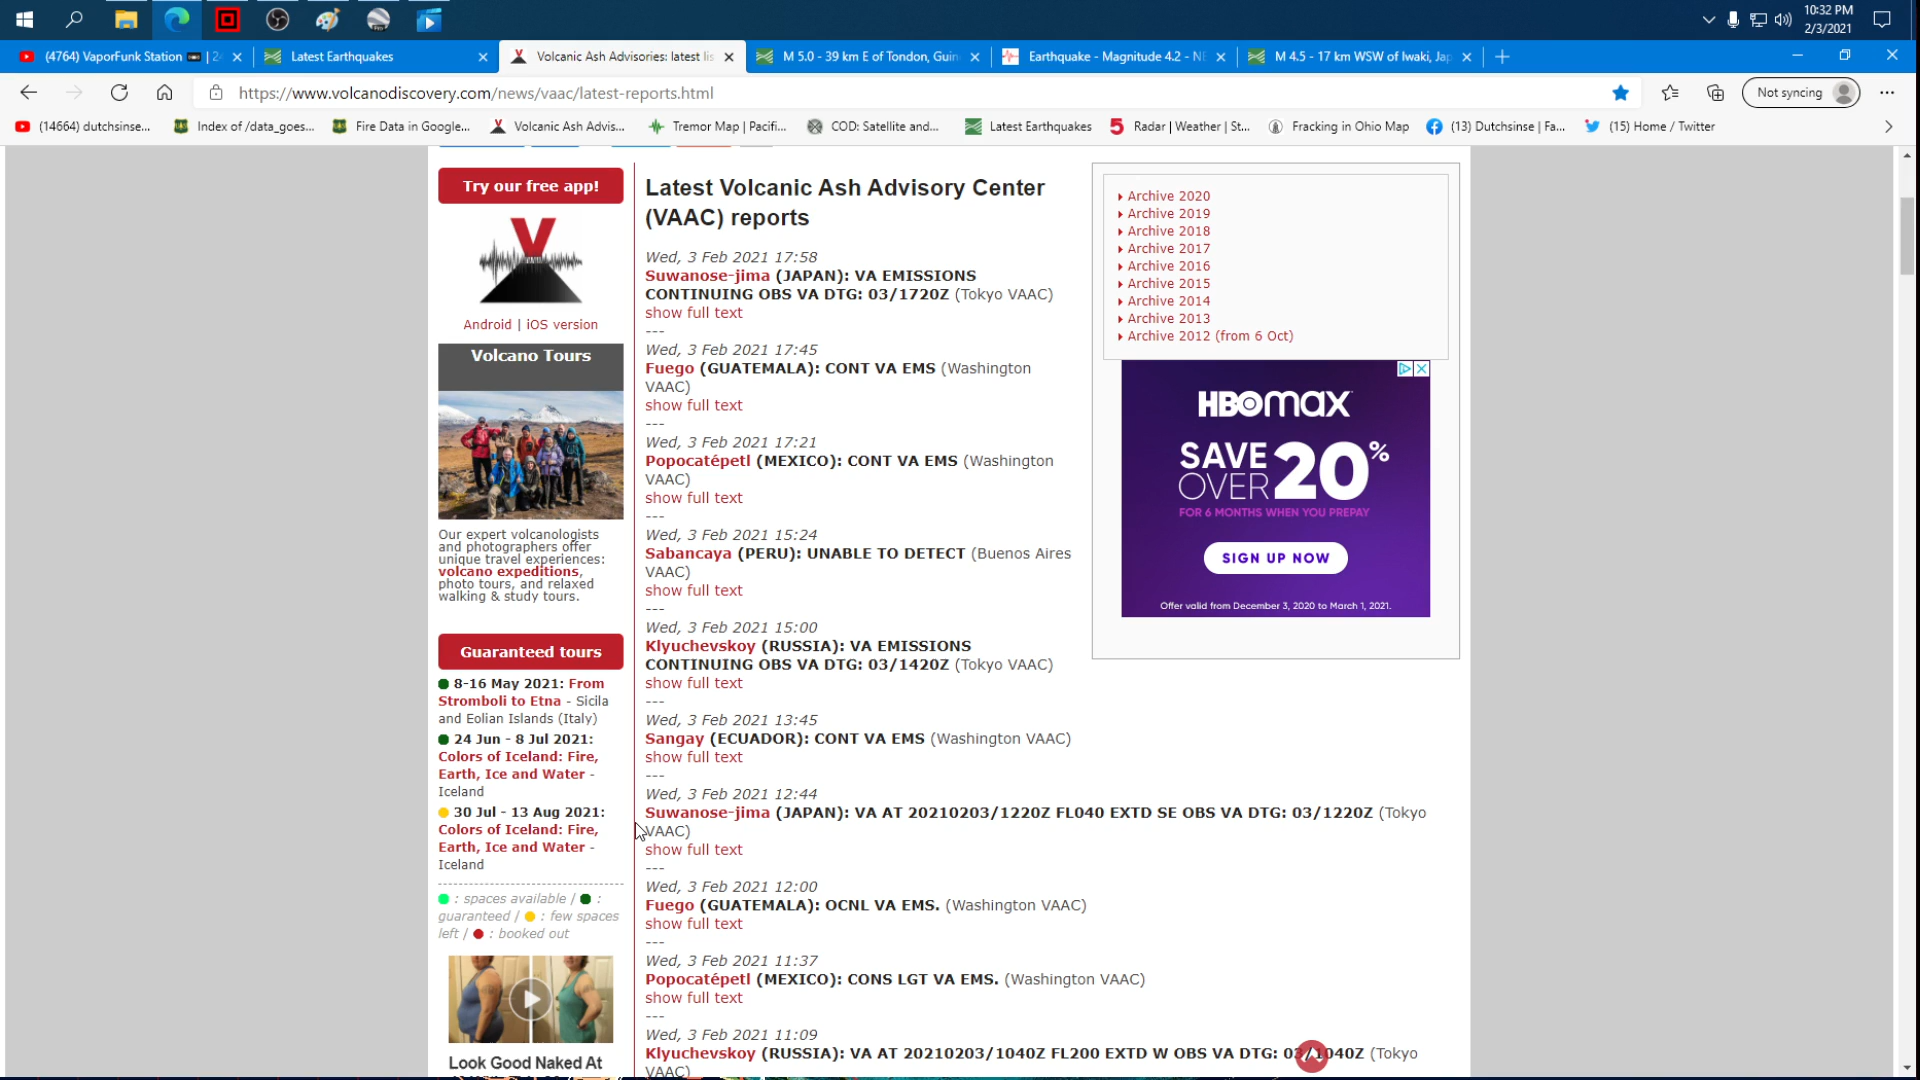 10:32 PM
2/3/2021
(4764) VaporFunk Station
Latest Earthquakes
Volcanic Ash Advisories: latest lis
M 5.0 - 39 km E of Tondon, Guin
Earthquake - Magnitude 4.2 - NE
M 4.5 - 17 km WSW of Iwaki, Jap
https://www.volcanodiscovery.com/news/vaac/latest-reports.html
Not syncing
(14664) dutchsinse...
Index of /data_goes...
Fire Data in Google...
Volcanic Ash Advis...
Tremor Map | Pacifi...
COD: Satellite and...
Latest Earthquakes
Radar | Weather | St...
Fracking in Ohio Map
(13) Dutchsinse | Fa...
(15) Home / Twitter
Try our free app!
Android | iOS version
Volcano Tours
Our expert volcanologists
and photographers offer
unique travel experiences:
volcano expeditions,
photo tours, and relaxed
walking & study tours.
Guaranteed tours
8-16 May 2021: From
Stromboli to Etna - Sicila
and Eolian Islands (Italy)
24 Jun - 8 Jul 2021:
Colors of Iceland: Fire,
Earth, Ice and Water -
Iceland
30 Jul - 13 Aug 2021:
Colors of Iceland: Fire,
Earth, Ice and Water -
Iceland
: spaces available / :
guaranteed / : few spaces
left / : booked out
Look Good Naked At
Latest Volcanic Ash Advisory Center
(VAAC) reports
Wed, 3 Feb 2021 17:58
Suwanose-jima (JAPAN): VA EMISSIONS
CONTINUING OBS VA DTG: 03/1720Z (Tokyo VAAC)
show full text
---
Wed, 3 Feb 2021 17:45
Fuego (GUATEMALA): CONT VA EMS (Washington
VAAC)
show full text
---
Wed, 3 Feb 2021 17:21
Popocatépetl (MEXICO): CONT VA EMS (Washington
VAAC)
show full text
---
Wed, 3 Feb 2021 15:24
Sabancaya (PERU): UNABLE TO DETECT (Buenos Aires
VAAC)
show full text
---
Wed, 3 Feb 2021 15:00
Klyuchevskoy (RUSSIA): VA EMISSIONS
CONTINUING OBS VA DTG: 03/1420Z (Tokyo VAAC)
show full text
---
Wed, 3 Feb 2021 13:45
Sangay (ECUADOR): CONT VA EMS (Washington VAAC)
show full text
---
Wed, 3 Feb 2021 12:44
Suwanose-jima (JAPAN): VA AT 20210203/1220Z FL040 EXTD SE OBS VA DTG: 03/1220Z (Tokyo
VAAC)
show full text
---
Wed, 3 Feb 2021 12:00
Fuego (GUATEMALA): OCNL VA EMS. (Washington VAAC)
show full text
---
Wed, 3 Feb 2021 11:37
Popocatépetl (MEXICO): CONS LGT VA EMS. (Washington VAAC)
show full text
---
Wed, 3 Feb 2021 11:09
Klyuchevskoy (RUSSIA): VA AT 20210203/1040Z FL200 EXTD W OBS VA DTG: 03/1040Z (Tokyo
VAAC)
Archive 2020
Archive 2019
Archive 2018
Archive 2017
Archive 2016
Archive 2015
Archive 2014
Archive 2013
Archive 2012 (from 6 Oct)
HBOMAX
SAVE
OVER 20%
FOR 6 MONTHS WHEN YOU PREPAY
SIGN UP NOW
Offer valid from December 3, 2020 to March 1, 2021.